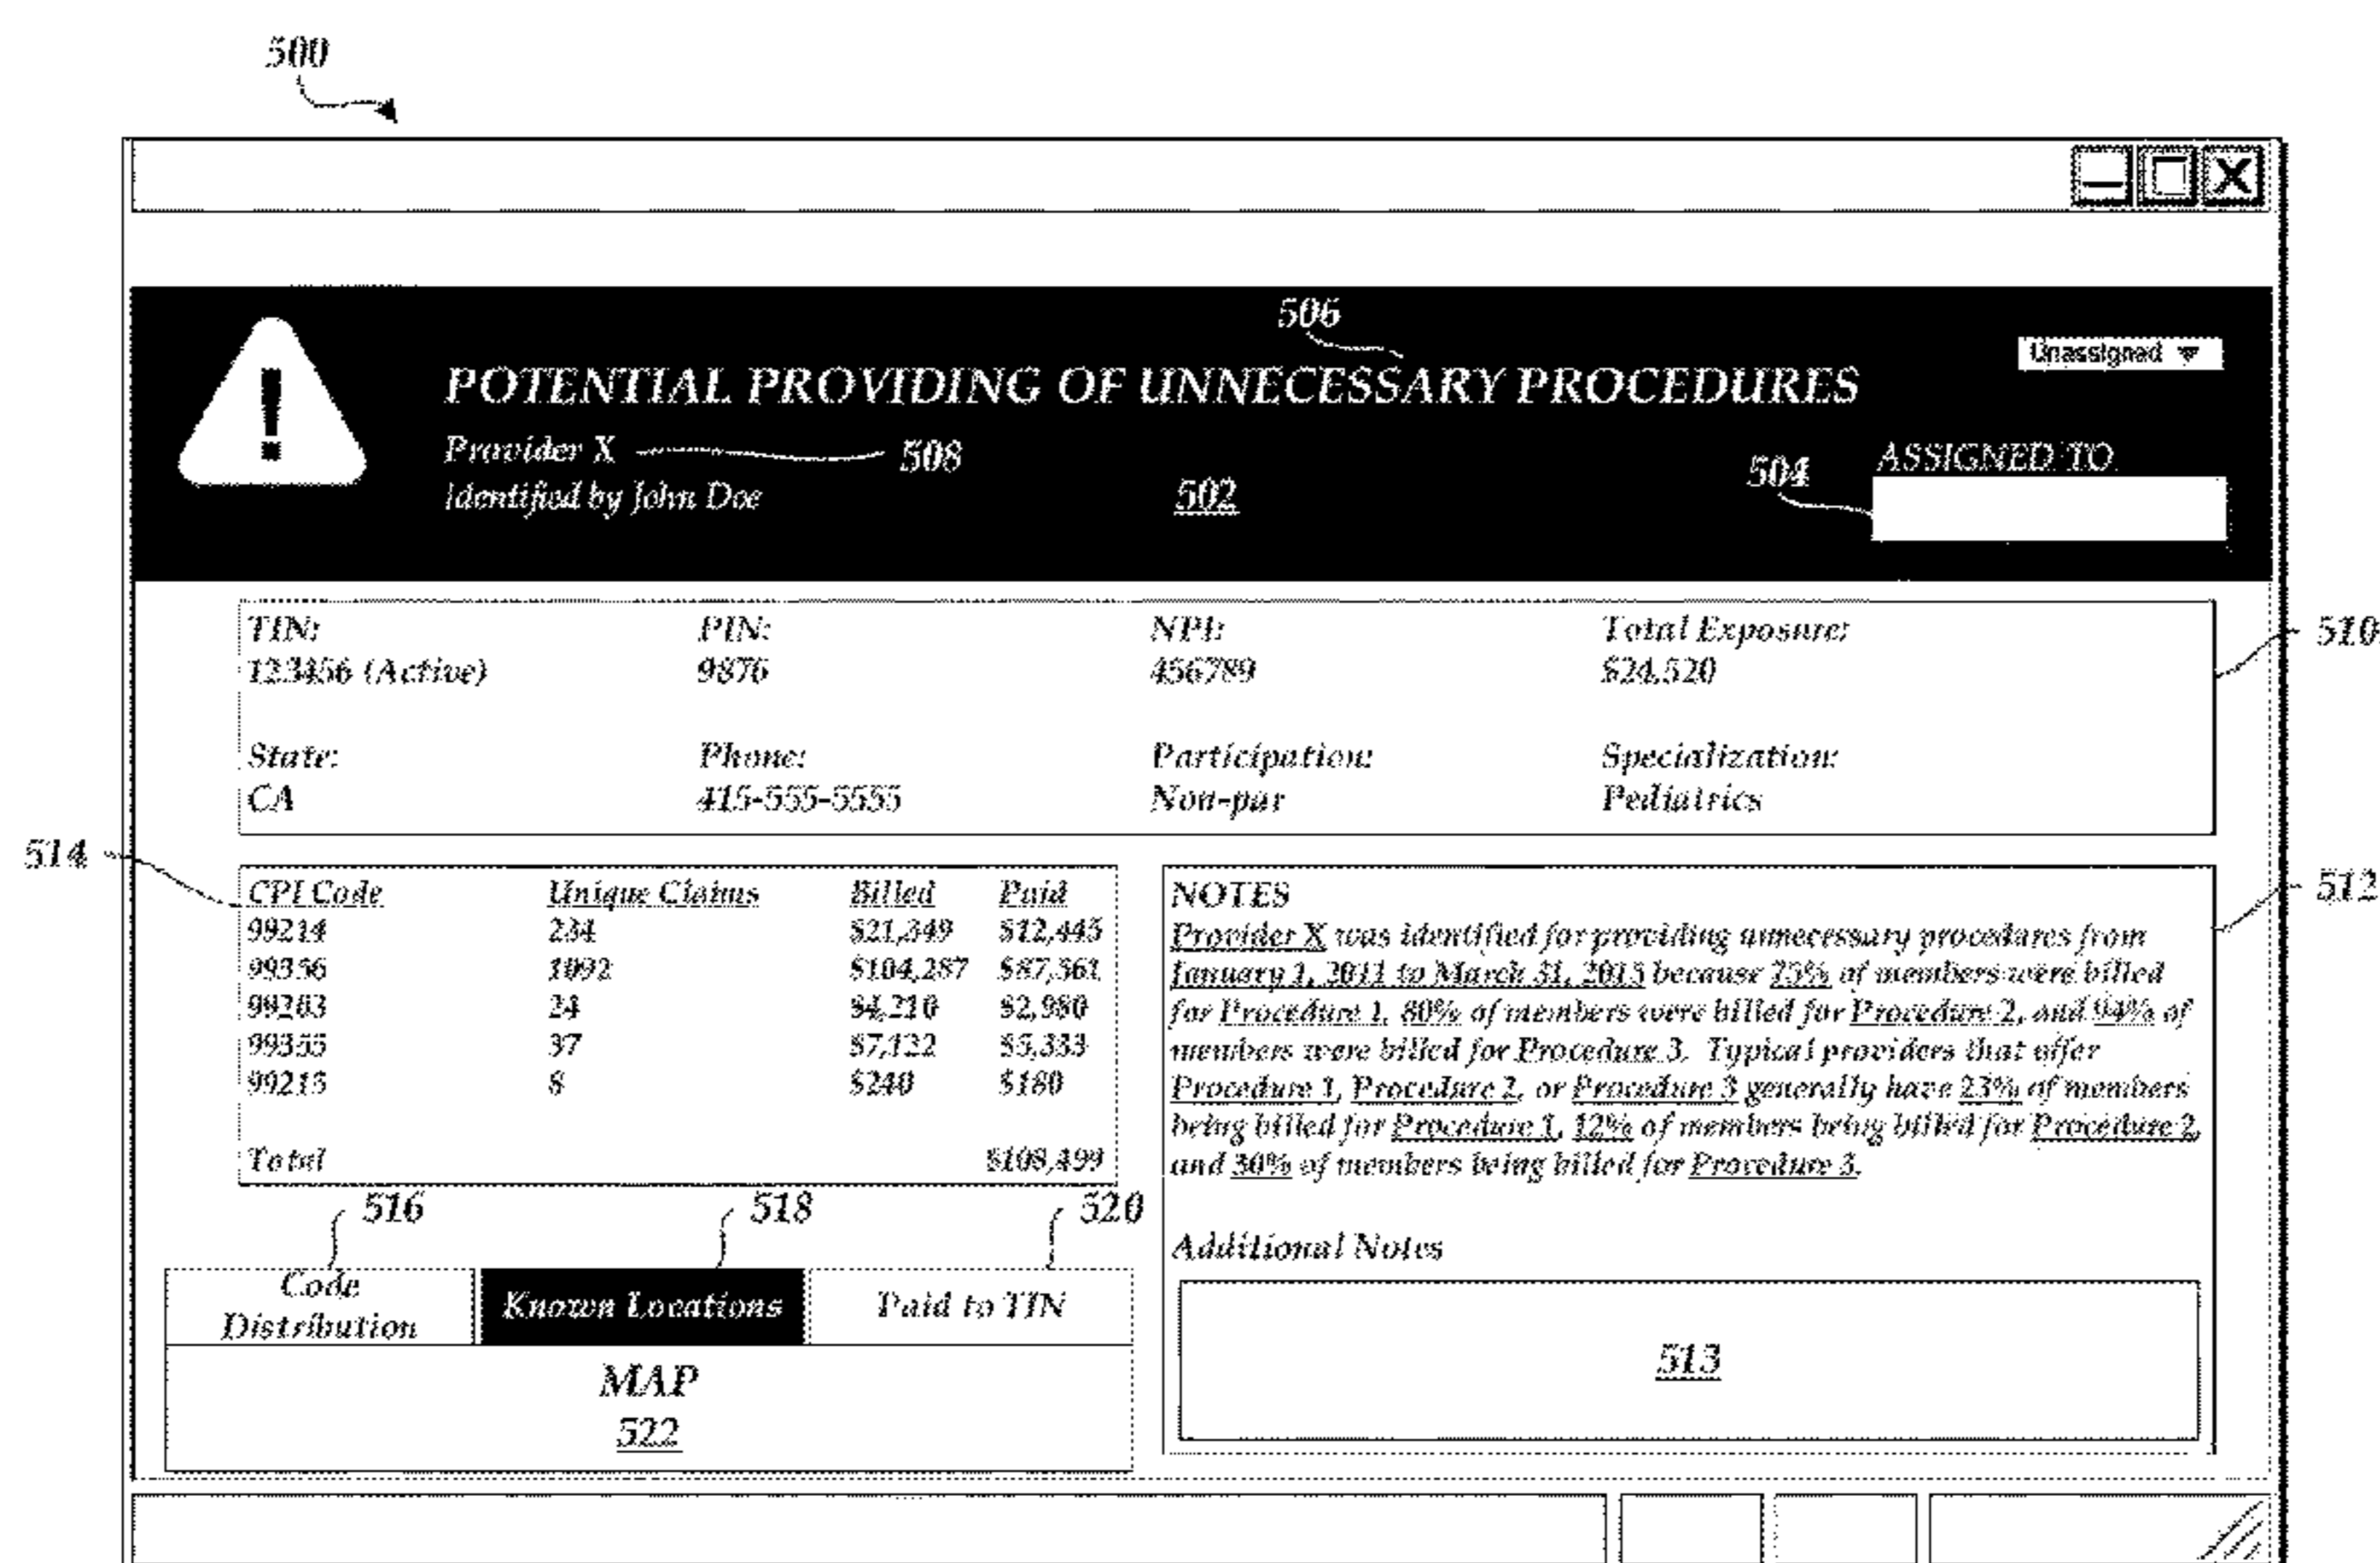 500
506
Unassigned
POTENTIAL PROVIDING OF UNNECESSARY PROCEDURES
Provider X 508
ASSIGNED TO
504
Identified by John Doe
502
TIN: PIN: NPI: Total Exposure:
123456 (Active) 9876 456789 $24,520
510
State: Phone: Participation: Specialization:
CA 415-555-5555 Non-par Pediatrics
514
CPI Code Unique Claims Billed Paid
99214 234 $21,349 $12,445
99356 1092 $104,287 $87,561
99203 24 $4,210 $2,980
99355 37 $7,122 $5,333
99213 8 $240 $180
Total $108,499
512
NOTES
Provider X was identified for providing unnecessary procedures from
January 1, 2011 to March 31, 2013 because 75% of members were billed
for Procedure 1, 80% of members were billed for Procedure 2, and 94% of
members were billed for Procedure 3. Typical providers that offer
Procedure 1, Procedure 2, or Procedure 3 generally have 23% of members
being billed for Procedure 1, 12% of members being billed for Procedure 2,
and 30% of members being billed for Procedure 3.
Additional Notes
513
516 518 520
Code
Distribution
Known Locations
Paid to TIN
MAP
522